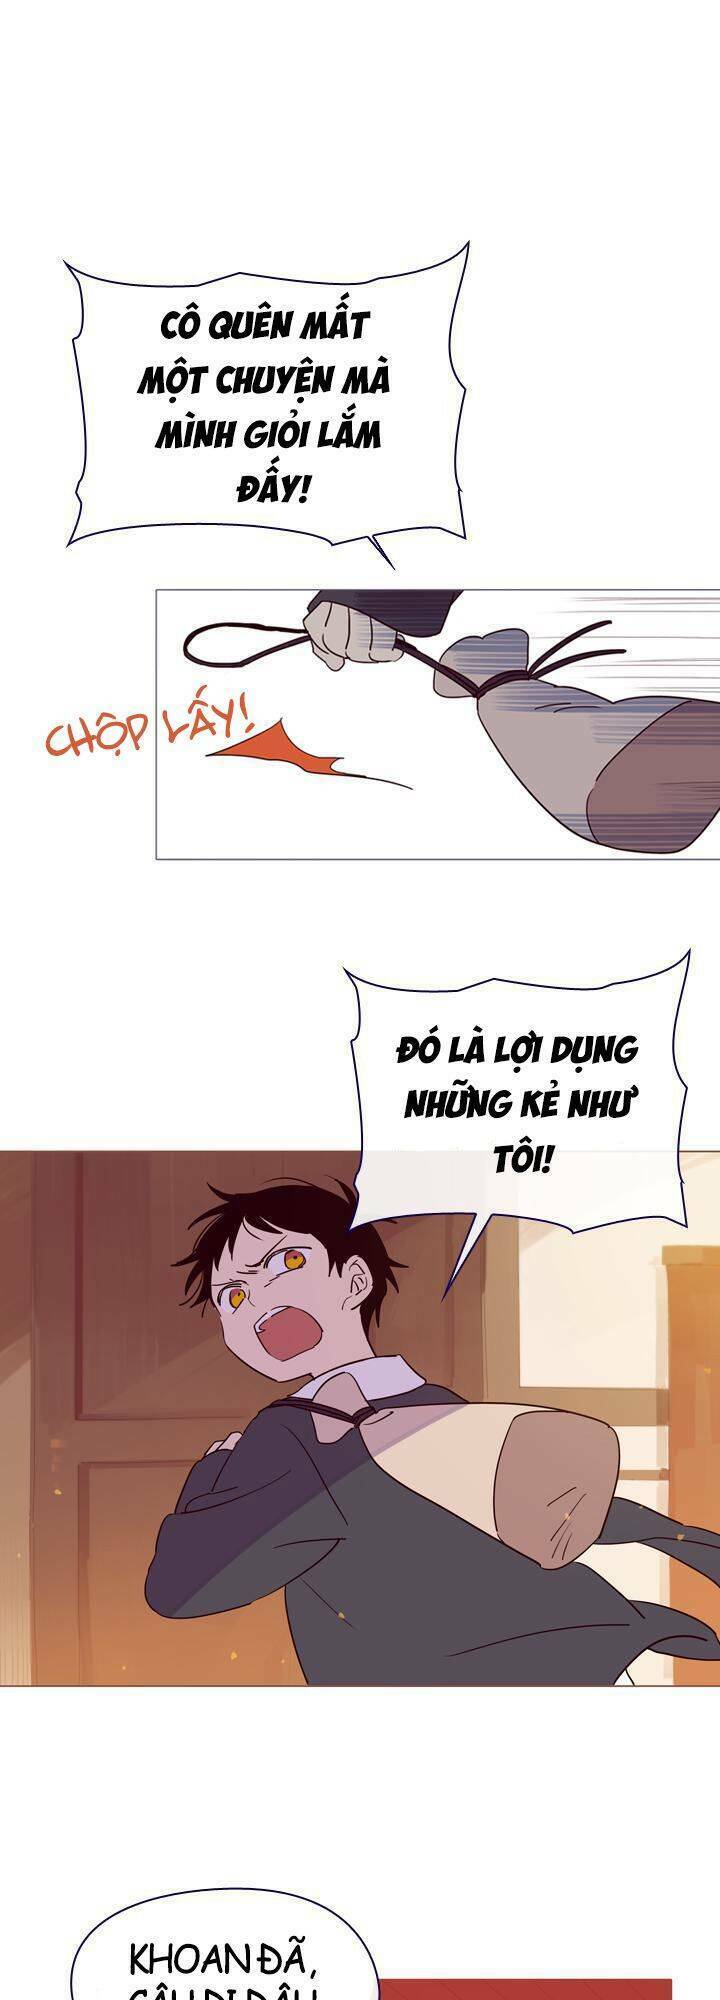 CÔ QUÊN MẤT
MỘT CHUYỆN MÀ
MÌNH GIỎI LẮM
ĐẤY!
CHỘP LẤY!
ĐÓ LÀ LỢI DỤNG
NHỮNG KẺ NHƯ
TÔI!
KHOAN ĐÃ,